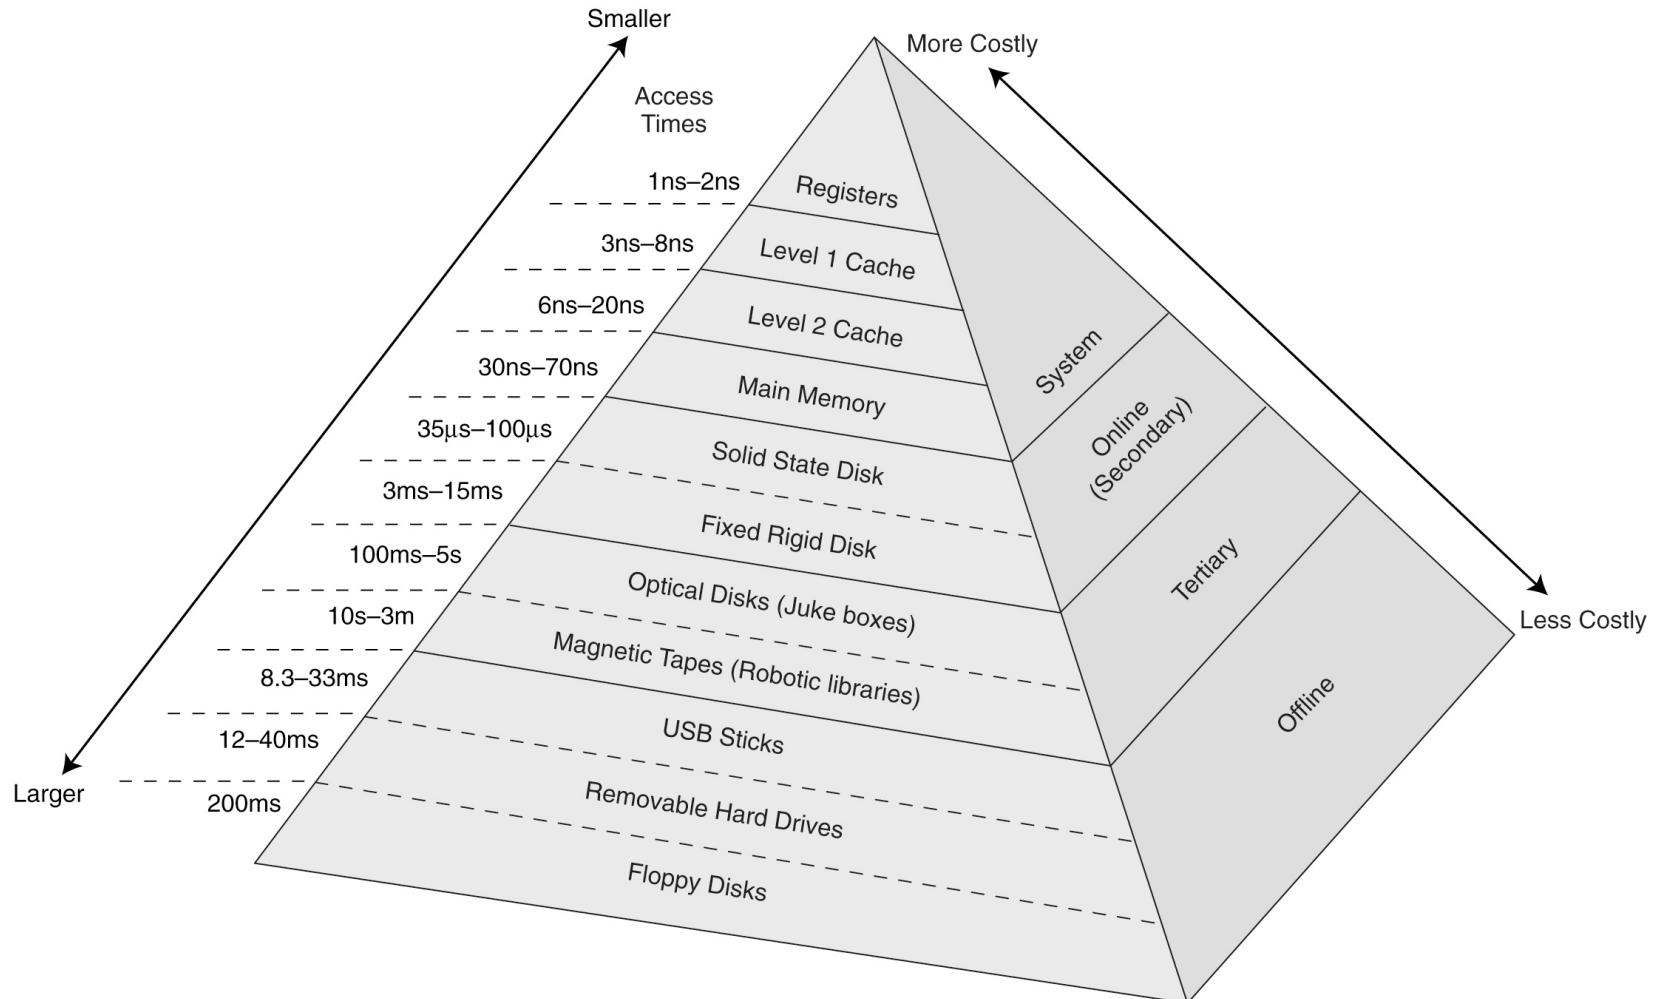 Smaller
More Costly
Access
Times
1ns–2ns
Registers
3ns–8ns
Level 1 Cache
6ns–20ns
Level 2 Cache
System
30ns–70ns
Main Memory
Online
(Secondary)
35µs–100µs
Solid State Disk
3ms–15ms
Fixed Rigid Disk
Tertiary
100ms–5s
Optical Disks (Juke boxes)
10s–3m
Magnetic Tapes (Robotic libraries)
Less Costly
8.3–33ms
USB Sticks
Offline
12–40ms
Removable Hard Drives
Larger
200ms
Floppy Disks